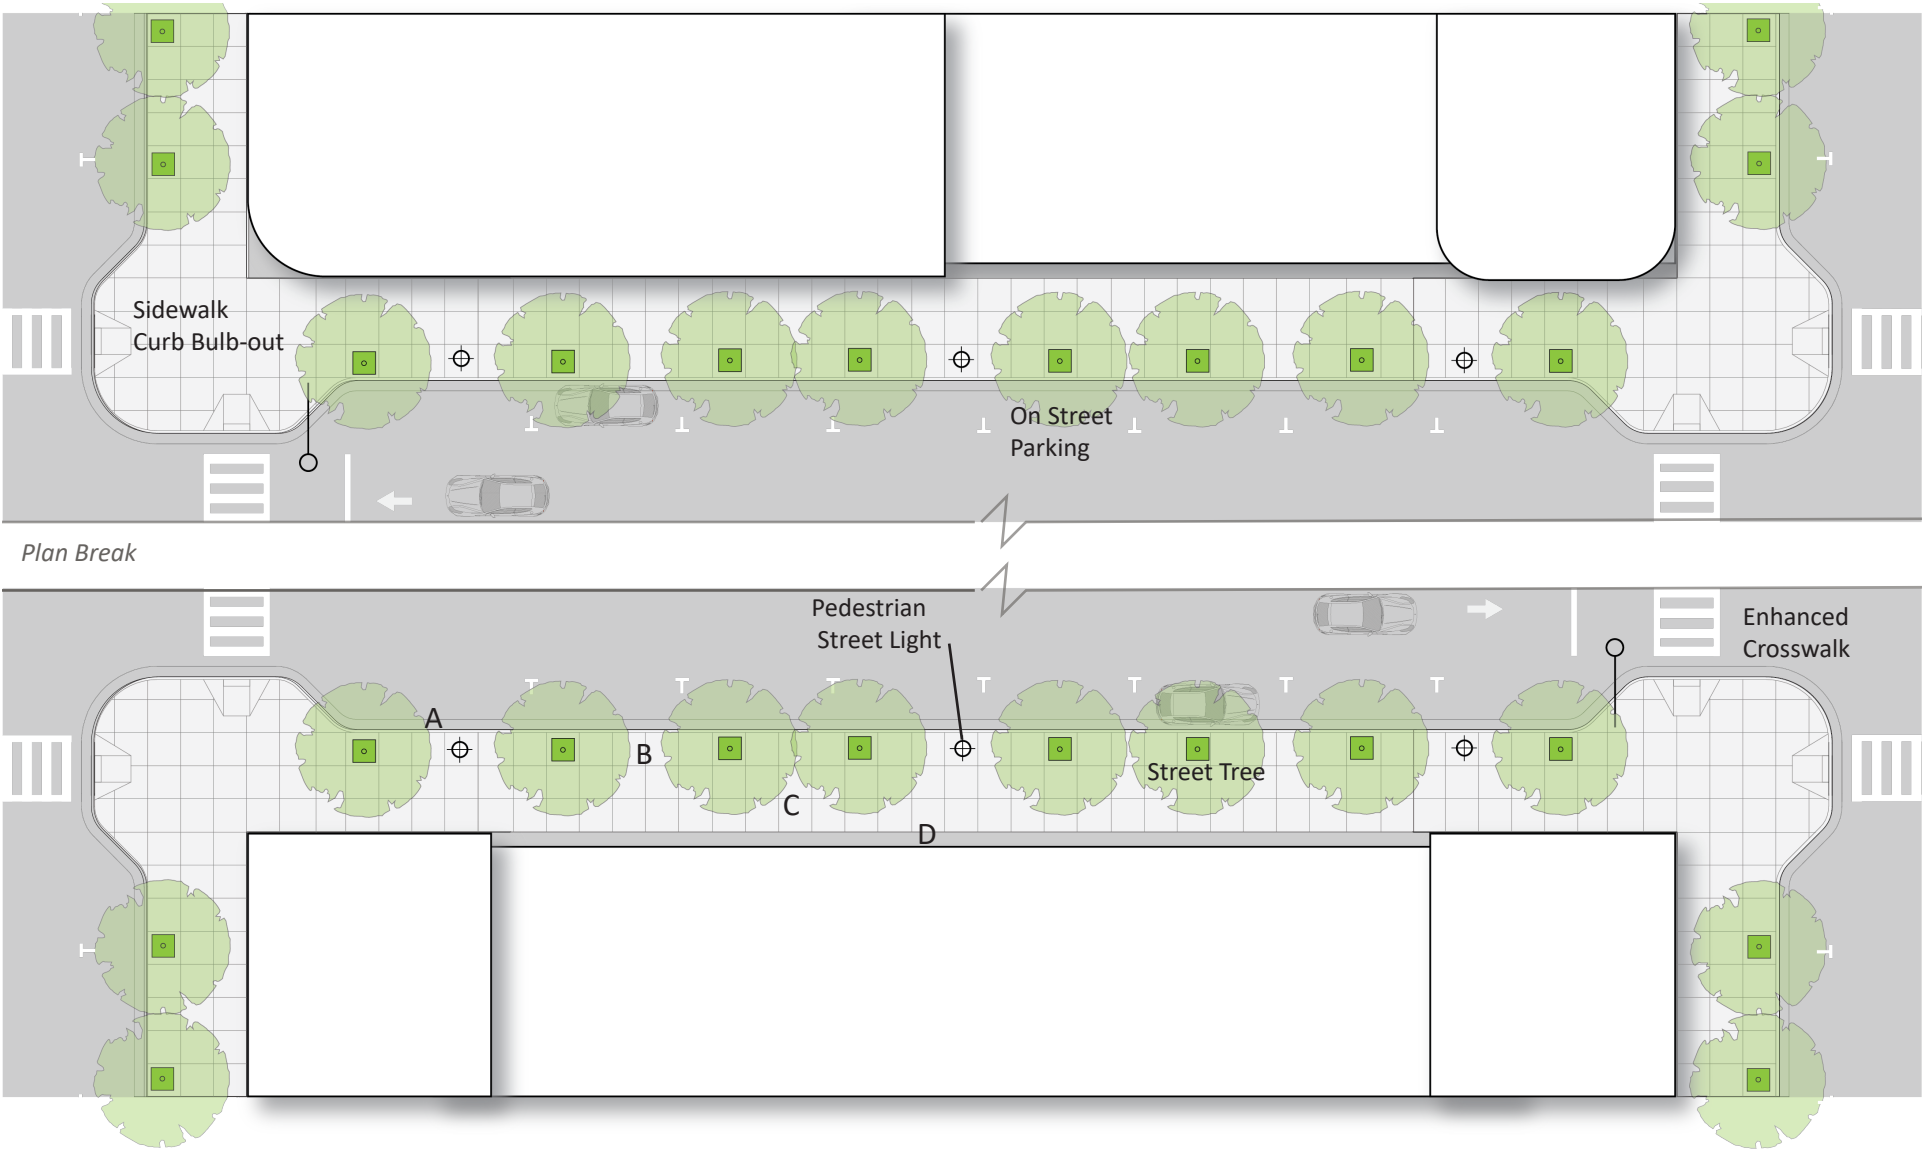 Sidewalk
Curb Bulb-out
On Street
Parking
Plan Break
Pedestrian
Street Light
Enhanced
Crosswalk
A
B
Street Tree
C
D